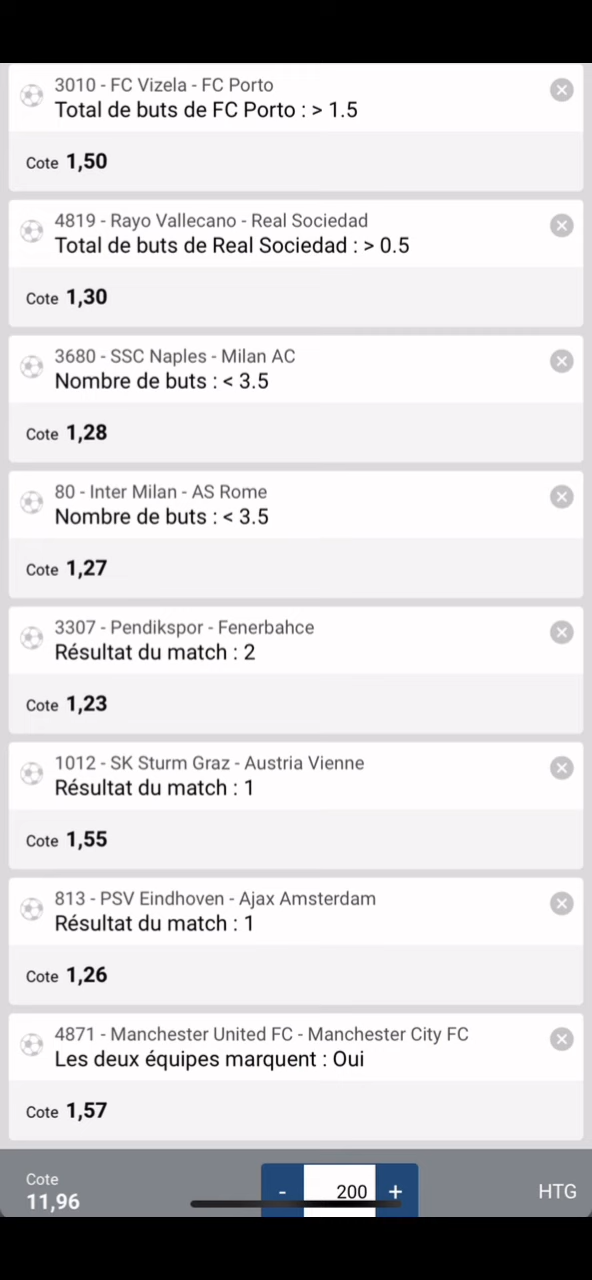 3010 - FC Vizela - FC Porto
Total de buts de FC Porto : > 1.5
Cote 1,50
4819 - Rayo Vallecano - Real Sociedad
Total de buts de Real Sociedad : > 0.5
Cote 1,30
3680 - SSC Naples - Milan AC
Nombre de buts : < 3.5
Cote 1,28
80 - Inter Milan - AS Rome
Nombre de buts : < 3.5
Cote 1,27
3307 - Pendikspor - Fenerbahce
Résultat du match : 2
Cote 1,23
1012 - SK Sturm Graz - Austria Vienne
Résultat du match : 1
Cote 1,55
813 - PSV Eindhoven - Ajax Amsterdam
Résultat du match : 1
Cote 1,26
4871 - Manchester United FC - Manchester City FC
Les deux équipes marquent : Oui
Cote 1,57
Cote
11,96
- 200 + HTG